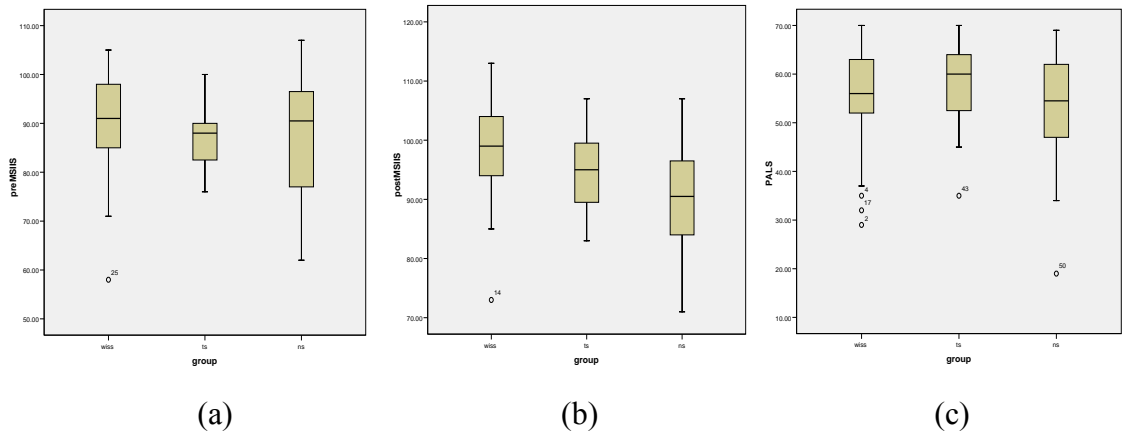 preMSIIS
110.00
100.00
90.00
80.00
70.00
60.00
50.00
25
wiss ts ns
group
(a)
postMSIIS
120.00
110.00
100.00
90.00
80.00
70.00
14
wiss ts ns
group
(b)
PALS
70.00
60.00
50.00
40.00
30.00
20.00
10.00
4
17
2
43
50
wiss ts ns
group
(c)